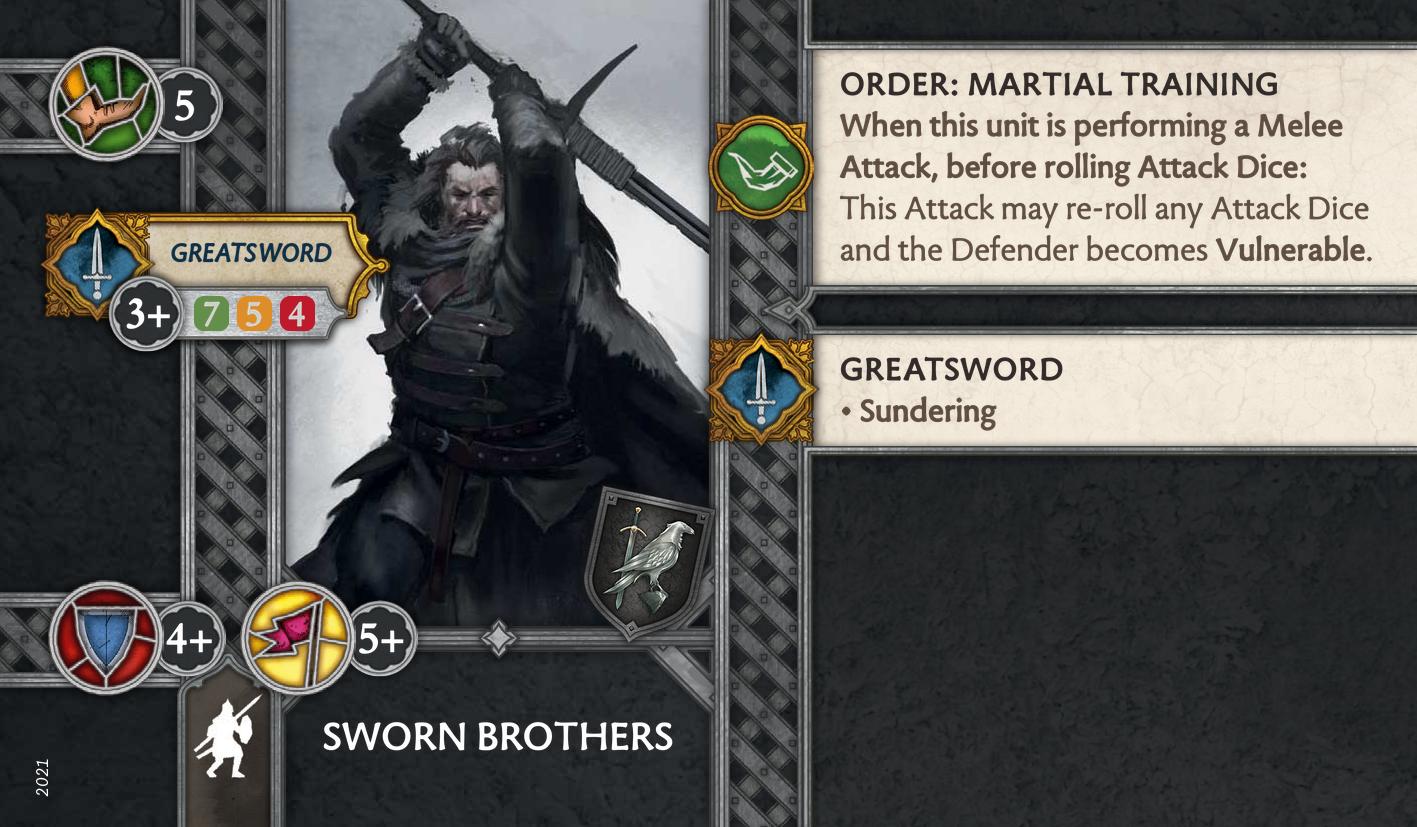 5
GREATSWORD
3+ 7 5 4
4+ 5+
SWORN BROTHERS
2021
ORDER: MARTIAL TRAINING
When this unit is performing a Melee
Attack, before rolling Attack Dice:
This Attack may re-roll any Attack Dice
and the Defender becomes Vulnerable.
GREATSWORD
• Sundering